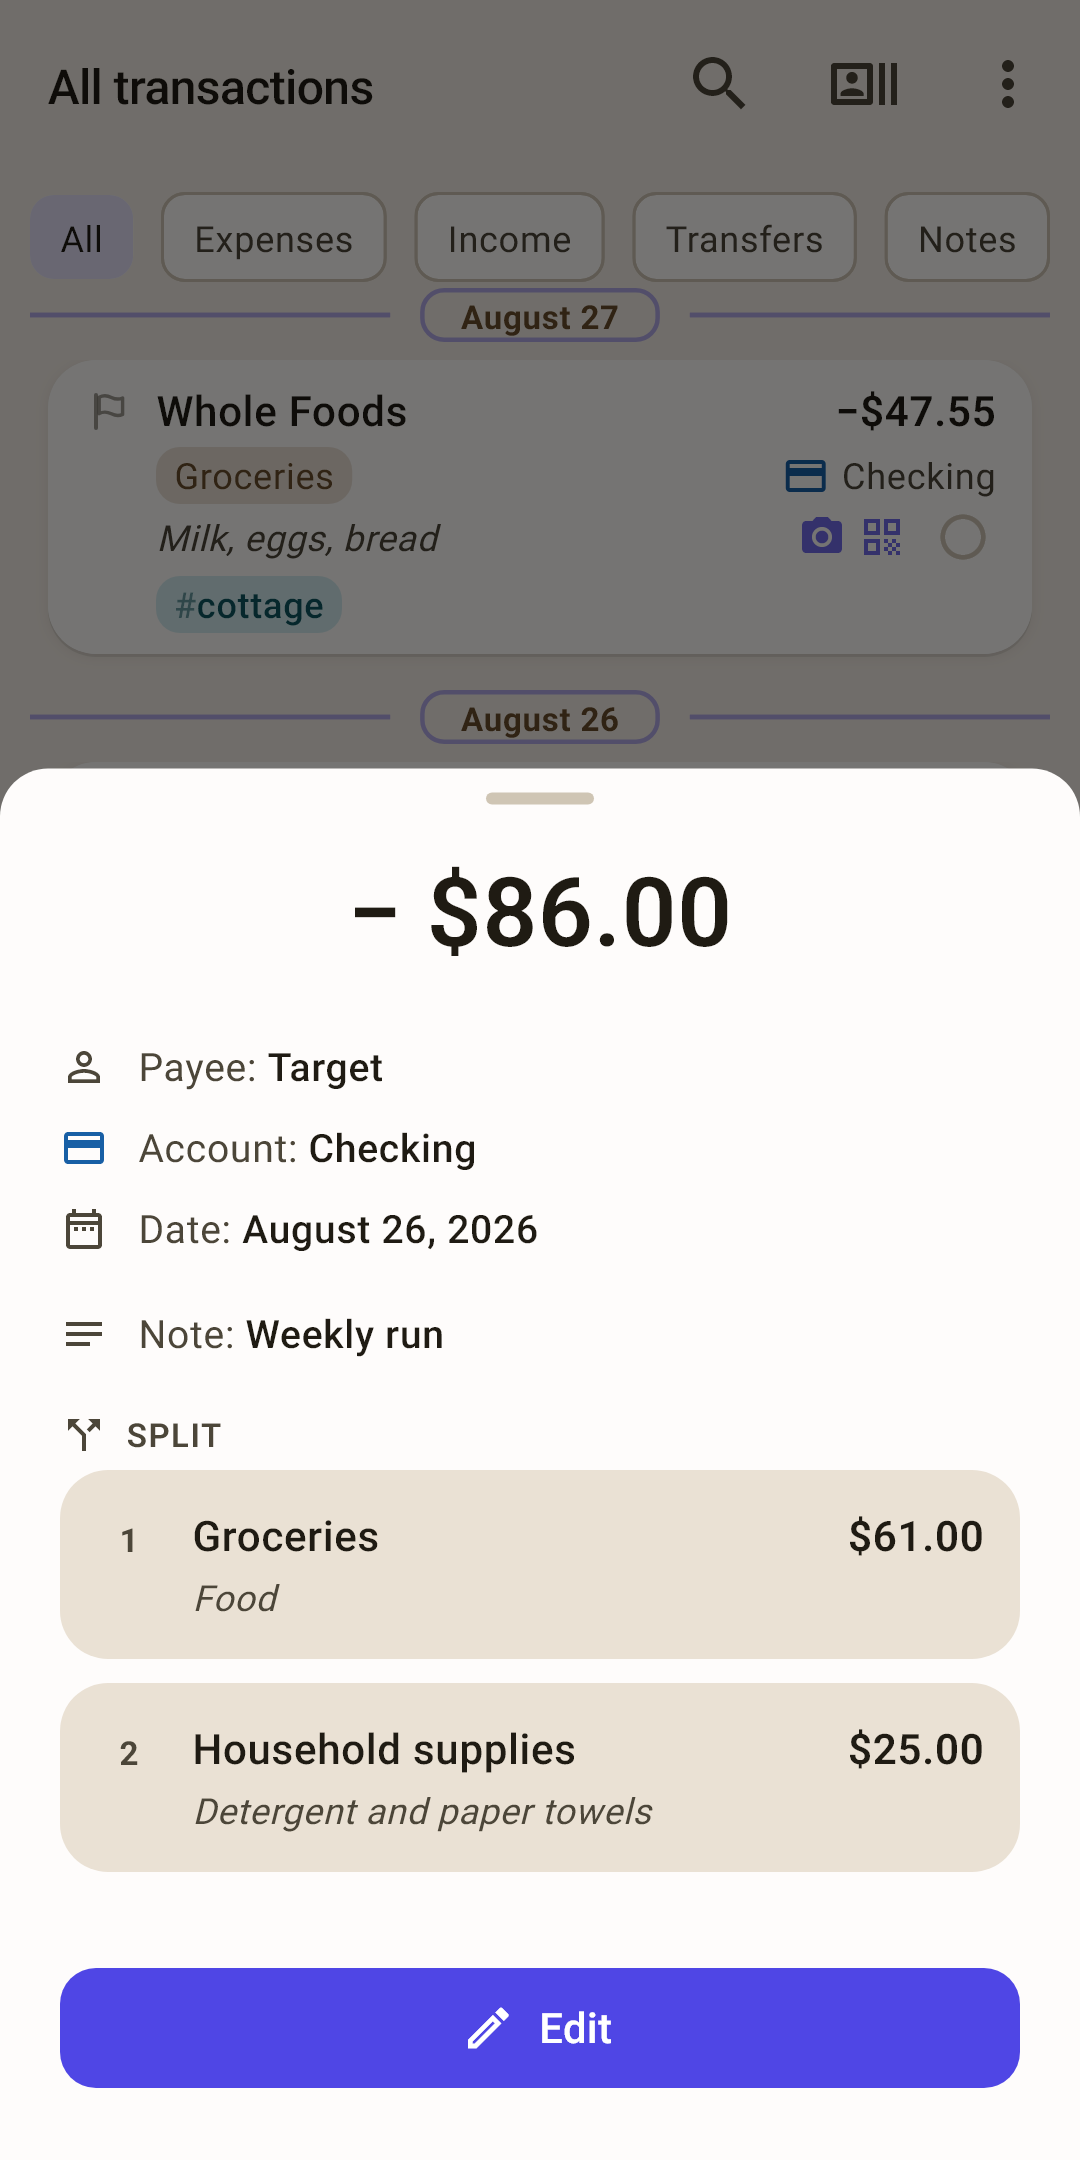 All transactions
All Expenses Income Transfers Notes
August 27
Whole Foods −$47.55
Groceries Checking
Milk, eggs, bread
#cottage
August 26
− $86.00
Payee: Target
Account: Checking
Date: August 26, 2026
Note: Weekly run
SPLIT
1 Groceries $61.00
Food
2 Household supplies $25.00
Detergent and paper towels
Edit